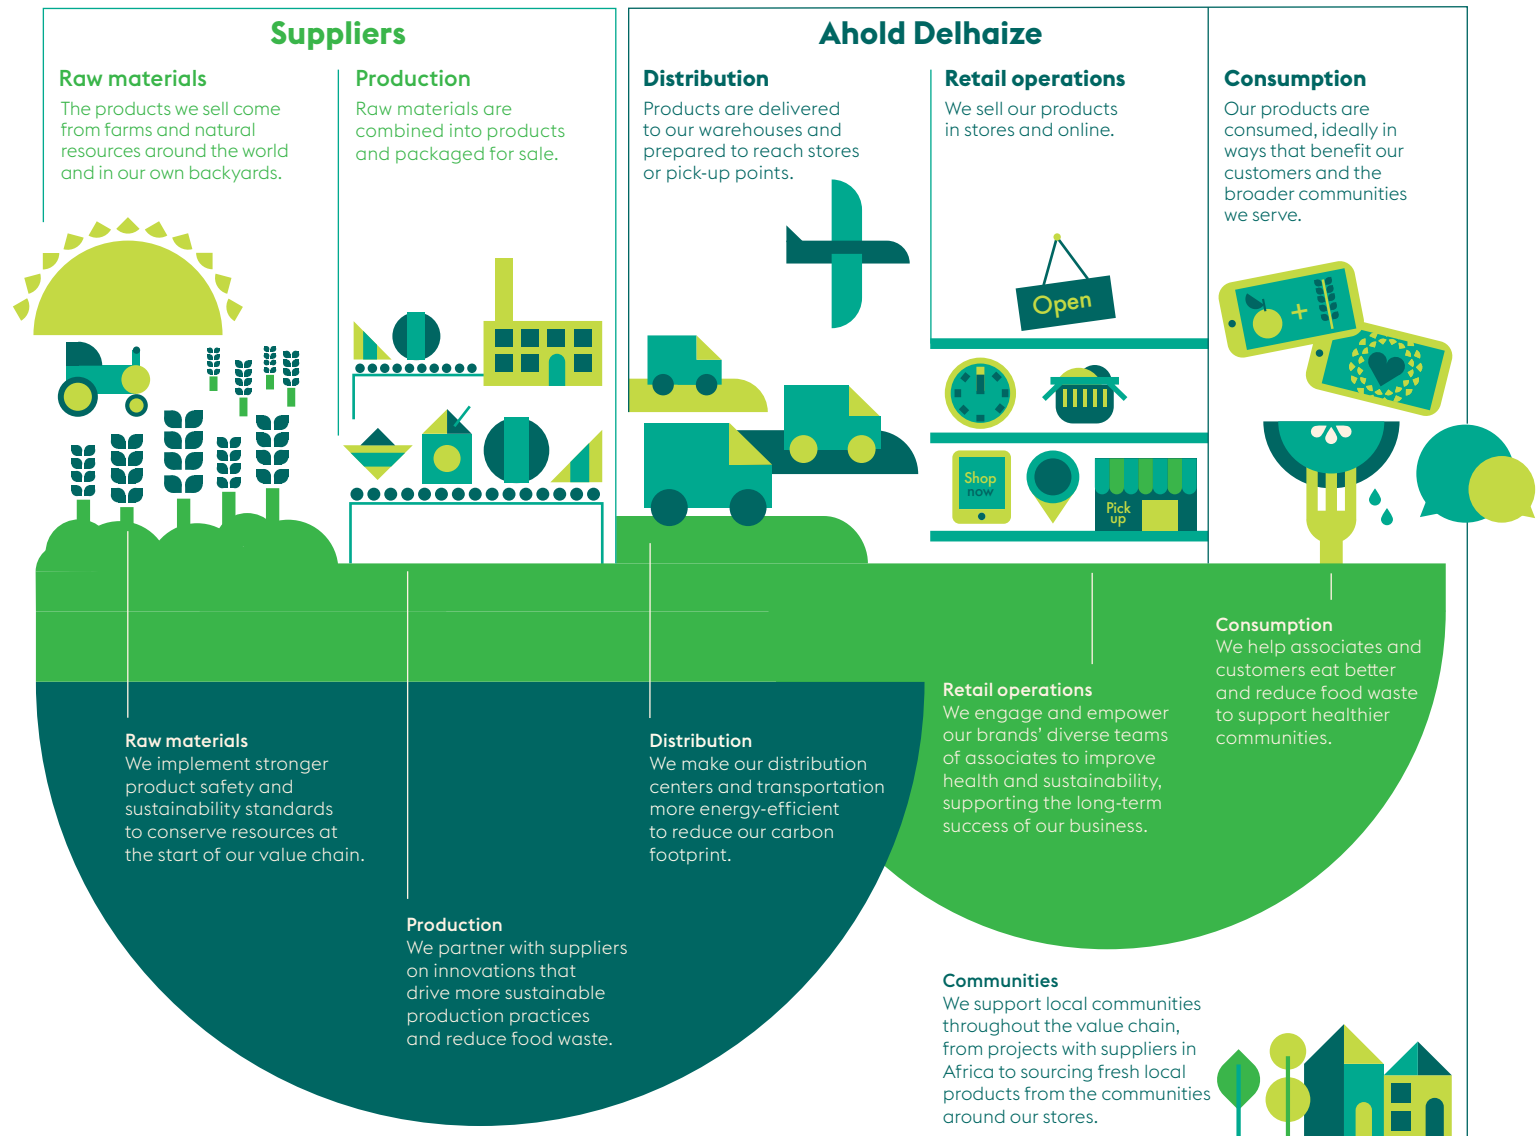 Suppliers
Raw materials
The products we sell come
from farms and natural
resources around the world
and in our own backyards.
Production
Raw materials are
combined into products
and packaged for sale.
Ahold Delhaize
Distribution
Products are delivered
to our warehouses and
prepared to reach stores
or pick-up points.
Retail operations
We sell our products
in stores and online.
Consumption
Our products are
consumed, ideally in
ways that benefit our
customers and the
broader communities
we serve.
Open
+
Shop
now
Pick
up
Raw materials
We implement stronger
product safety and
sustainability standards
to conserve resources at
the start of our value chain.
Production
We partner with suppliers
on innovations that
drive more sustainable
production practices
and reduce food waste.
Distribution
We make our distribution
centers and transportation
more energy-efficient
to reduce our carbon
footprint.
Retail operations
We engage and empower
our brands’ diverse teams
of associates to improve
health and sustainability,
supporting the long-term
success of our business.
Consumption
We help associates and
customers eat better
and reduce food waste
to support healthier
communities.
Communities
We support local communities
throughout the value chain,
from projects with suppliers in
Africa to sourcing fresh local
products from the communities
around our stores.